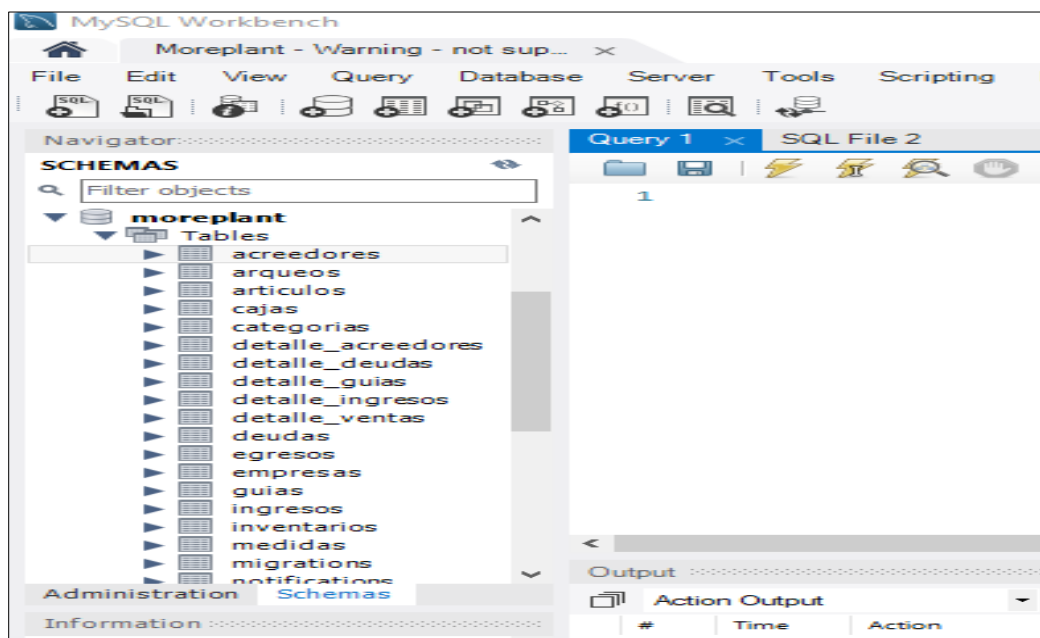 MySQL Workbench
Moreplant - Warning - not sup...
File Edit View Query Database Server Tools Scripting
Navigator
SCHEMAS
Filter objects
moreplant
Tables
acreedores
arqueos
articulos
cajas
categorias
detalle_acreedores
detalle_deudas
detalle_guias
detalle_ingresos
detalle_ventas
deudas
egresos
empresas
guias
ingresos
inventarios
medidas
migrations
notifications
Administration Schemas
Information
Query 1 SQL File 2
1
Output
Action Output
# Time Action